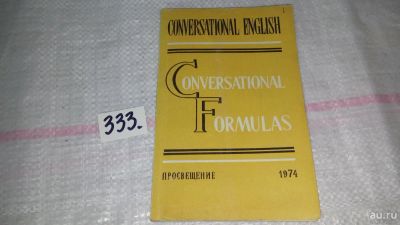 CONVERSATIONAL ENGLISH
CONVERSATIONAL
FORMULAS
333.
ПРОСВЕЩЕНИЕ 1974
au.ru